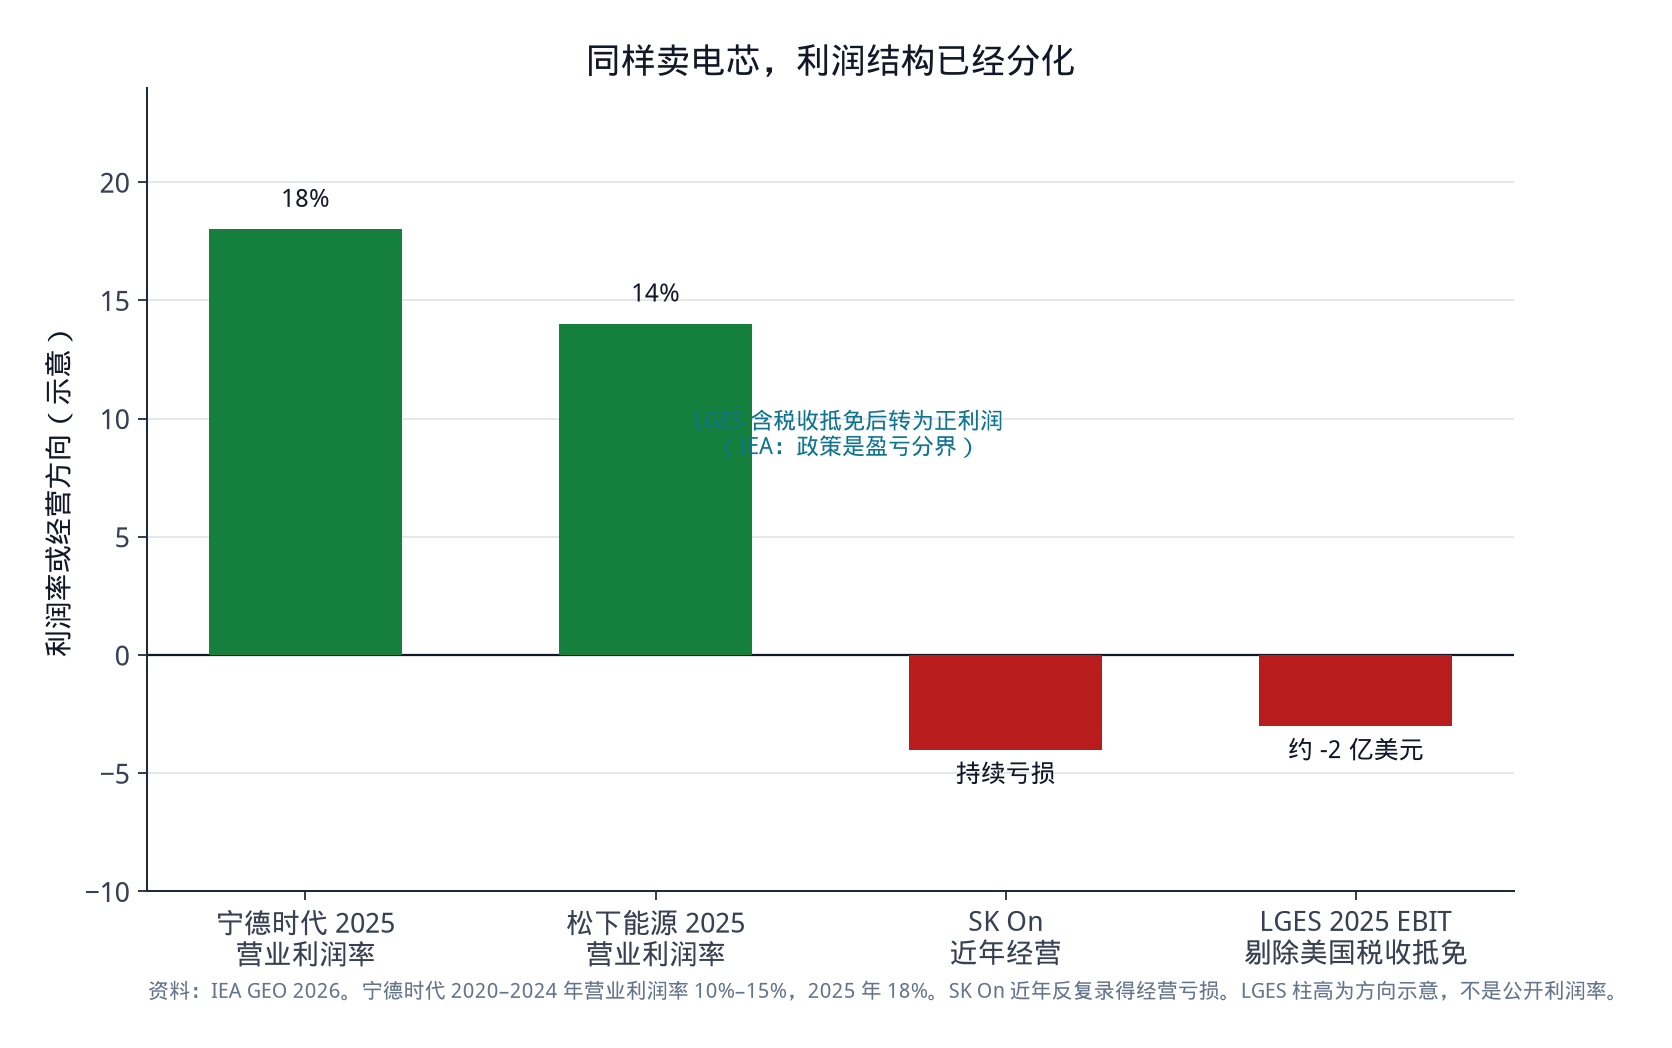 同样卖电芯，利润结构已经分化
利润率或经营方向（示意）
20
15
10
5
0
−5
−10
18%
14%
LGES 含税收抵免后转为正利润
（IEA：政策是盈亏分界）
持续亏损
约 -2 亿美元
宁德时代 2025
营业利润率
松下能源 2025
营业利润率
SK On
近年经营
LGES 2025 EBIT
剔除美国税收抵免
资料：IEA GEO 2026。宁德时代 2020–2024 年营业利润率 10%–15%，2025 年 18%。SK On 近年反复录得经营亏损。LGES 柱高为方向示意，不是公开利润率。